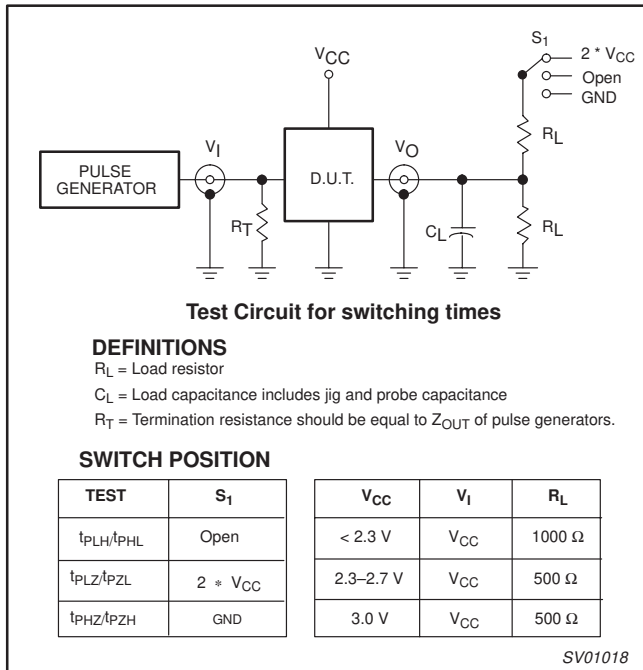 S1
2 * VCC
Open
GND
VCC
RL
VI
VO
PULSE
GENERATOR
D.U.T.
RT
CL
RL
Test Circuit for switching times
DEFINITIONS
RL = Load resistor
CL = Load capacitance includes jig and probe capacitance
RT = Termination resistance should be equal to ZOUT of pulse generators.
SWITCH POSITION
TEST S1
tPLH/tPHL Open
tPLZ/tPZL 2 * VCC
tPHZ/tPZH GND
VCC VI RL
< 2.3 V VCC 1000 Ω
2.3–2.7 V VCC 500 Ω
3.0 V VCC 500 Ω
SV01018